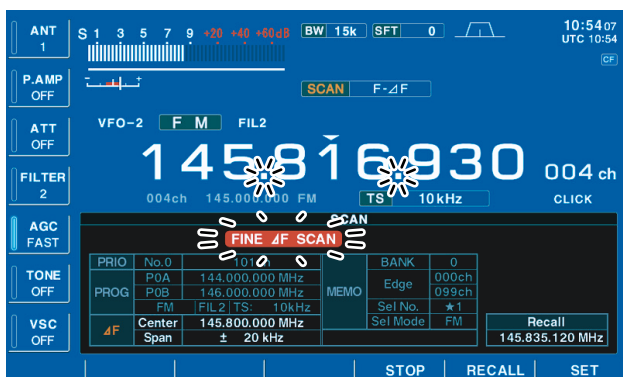 ANT
1
S 1 3 5 7 9 +20 +40 +60dB
BW 15k
SFT 0
10:54 07
UTC 10:54
CF
P.AMP
OFF
SCAN F-⊿F
ATT
OFF
VFO-2 FM FIL2
145.816.930
004 ch
FILTER
2
004ch 145.000.000 FM
TS 10kHz
CLICK
AGC
FAST
SCAN
FINE ⊿F SCAN
PRIO No.0 101ch
PROG P0A 144.000.000 MHz
P0B 146.000.000 MHz
FM FIL2 TS: 10kHz
MEMO BANK 0
Edge 000ch
099ch
Sel No. ★1
Sel Mode FM
TONE
OFF
⊿F Center 145.800.000 MHz
Span ± 20 kHz
Recall
145.835.120 MHz
VSC
OFF
STOP RECALL SET